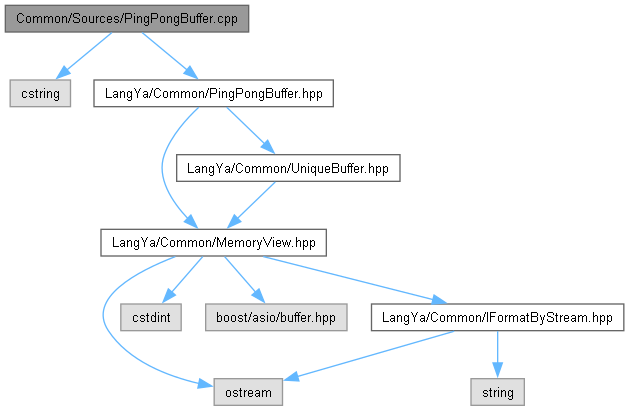 Common/Sources/PingPongBuffer.cpp
cstring
LangYa/Common/PingPongBuffer.hpp
LangYa/Common/UniqueBuffer.hpp
LangYa/Common/MemoryView.hpp
cstdint
boost/asio/buffer.hpp
LangYa/Common/IFormatByStream.hpp
ostream
string